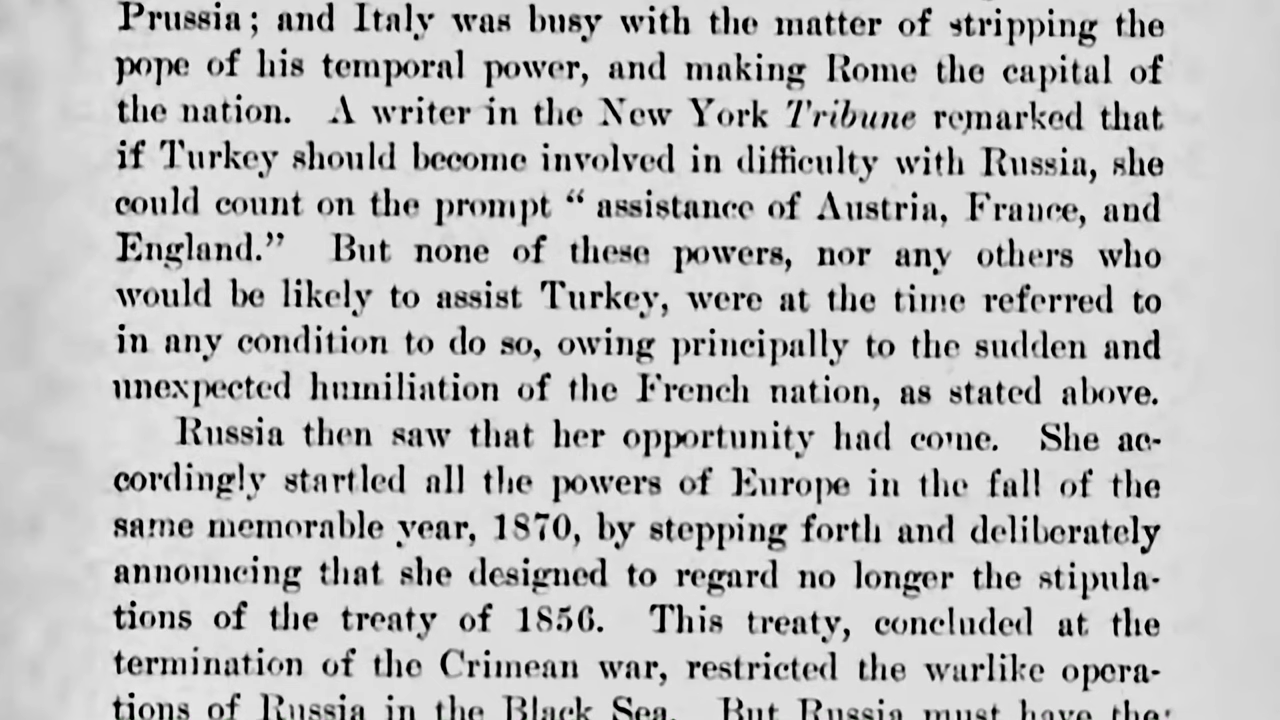 Prussia; and Italy was busy with the matter of stripping the
pope of his temporal power, and making Rome the capital of
the nation. A writer in the New York Tribune remarked that
if Turkey should become involved in difficulty with Russia, she
could count on the prompt “ assistance of Austria, France, and
England.” But none of these powers, nor any others who
would be likely to assist Turkey, were at the time referred to
in any condition to do so, owing principally to the sudden and
unexpected humiliation of the French nation, as stated above.
Russia then saw that her opportunity had come. She ac-
cordingly startled all the powers of Europe in the fall of the
same memorable year, 1870, by stepping forth and deliberately
announcing that she designed to regard no longer the stipula-
tions of the treaty of 1856. This treaty, concluded at the
termination of the Crimean war, restricted the warlike opera-
tions of Russia in the Black Sea. But Russia must have the